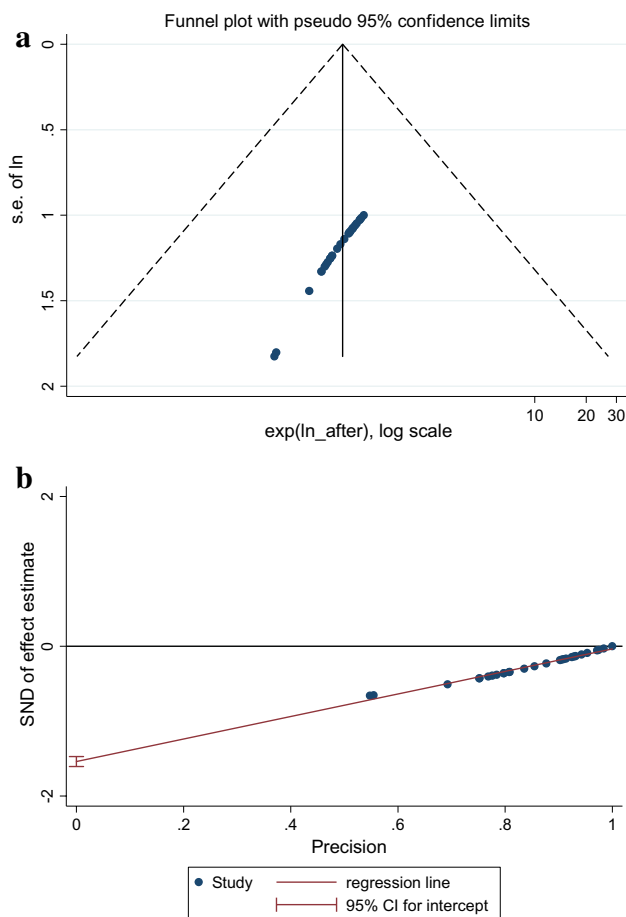 a
Funnel plot with pseudo 95% confidence limits
0
.5
1
1.5
2
s.e. of ln
10 20 30
exp(ln_after), log scale
b
2
0
-2
SND of effect estimate
0 .2 .4 .6 .8 1
Precision
Study regression line
95% CI for intercept